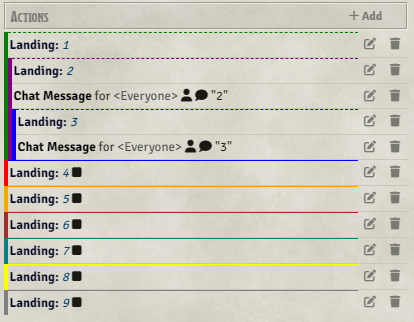 Actions
+ Add
Landing: 1
Landing: 2
Chat Message for <Everyone> "2"
Landing: 3
Chat Message for <Everyone> "3"
Landing: 4
Landing: 5
Landing: 6
Landing: 7
Landing: 8
Landing: 9